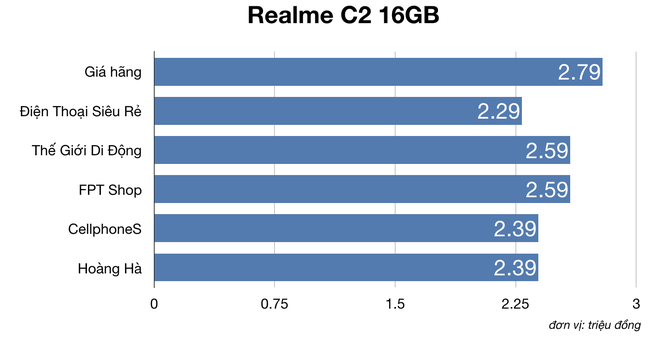 Realme C2 16GB
Giá hãng 2.79
Điện Thoại Siêu Rẻ 2.29
Thế Giới Di Động 2.59
FPT Shop 2.59
CellphoneS 2.39
Hoàng Hà 2.39
0 0.75 1.5 2.25 3
đơn vị: triệu đồng